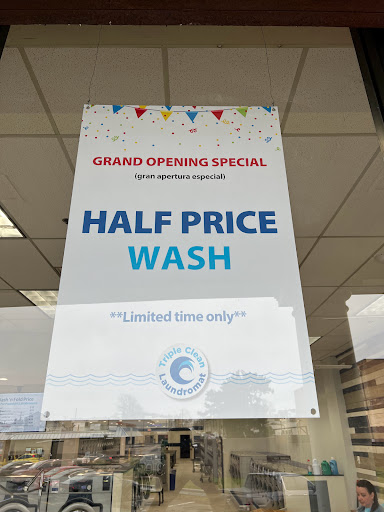 GRAND OPENING SPECIAL
(gran apertura especial)
HALF PRICE
WASH
**Limited time only**
Triple Clean
Laundromat